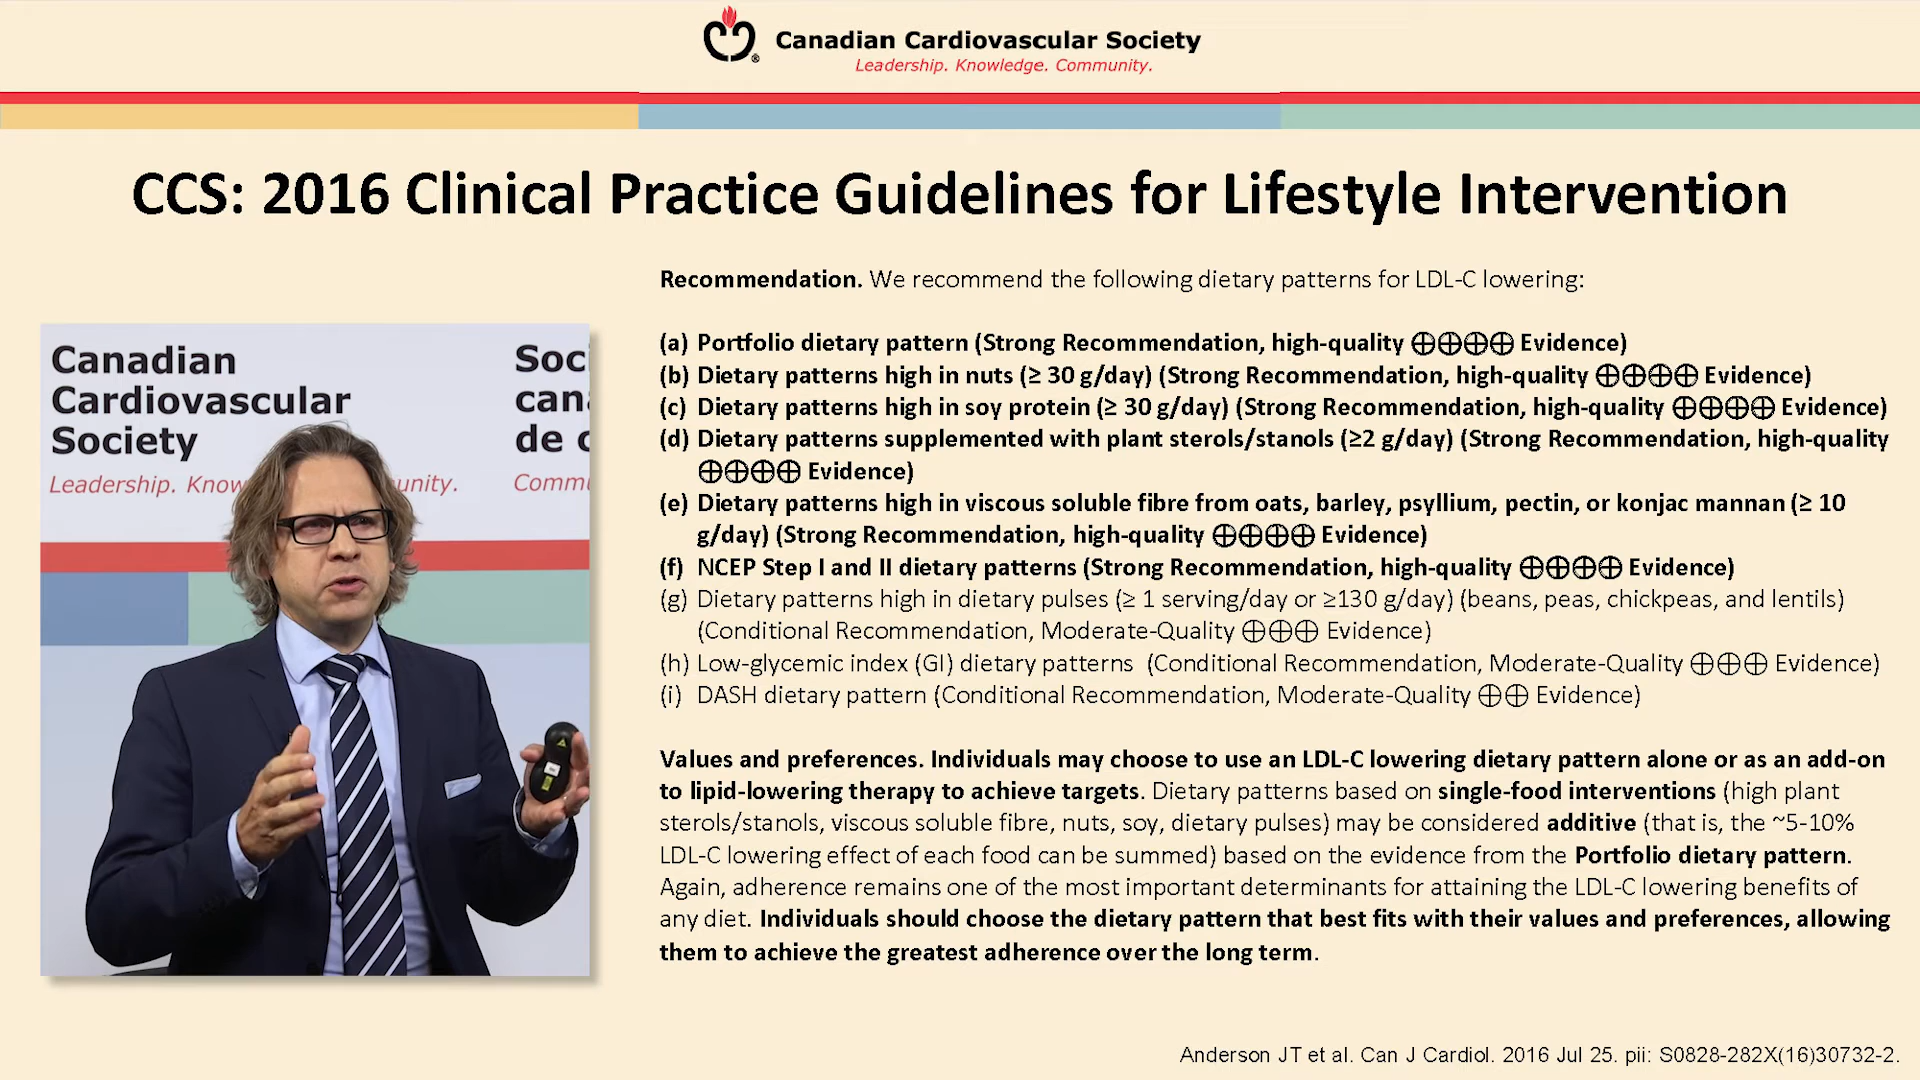 Canadian Cardiovascular Society
Leadership. Knowledge. Community.
CCS: 2016 Clinical Practice Guidelines for Lifestyle Intervention
Canadian
Cardiovascular
Society
Leadership. Know unity.
Soci
can
de c
Comm
Recommendation. We recommend the following dietary patterns for LDL-C lowering:
(a) Portfolio dietary pattern (Strong Recommendation, high-quality ⨁⨁⨁⨁ Evidence)
(b) Dietary patterns high in nuts (≥ 30 g/day) (Strong Recommendation, high-quality ⨁⨁⨁⨁ Evidence)
(c) Dietary patterns high in soy protein (≥ 30 g/day) (Strong Recommendation, high-quality ⨁⨁⨁⨁ Evidence)
(d) Dietary patterns supplemented with plant sterols/stanols (≥2 g/day) (Strong Recommendation, high-quality
⨁⨁⨁⨁ Evidence)
(e) Dietary patterns high in viscous soluble fibre from oats, barley, psyllium, pectin, or konjac mannan (≥ 10
g/day) (Strong Recommendation, high-quality ⨁⨁⨁⨁ Evidence)
(f) NCEP Step I and II dietary patterns (Strong Recommendation, high-quality ⨁⨁⨁⨁ Evidence)
(g) Dietary patterns high in dietary pulses (≥ 1 serving/day or ≥130 g/day) (beans, peas, chickpeas, and lentils)
(Conditional Recommendation, Moderate-Quality ⨁⨁⨁ Evidence)
(h) Low-glycemic index (GI) dietary patterns (Conditional Recommendation, Moderate-Quality ⨁⨁⨁ Evidence)
(i) DASH dietary pattern (Conditional Recommendation, Moderate-Quality ⨁⨁ Evidence)
Values and preferences. Individuals may choose to use an LDL-C lowering dietary pattern alone or as an add-on
to lipid-lowering therapy to achieve targets. Dietary patterns based on single-food interventions (high plant
sterols/stanols, viscous soluble fibre, nuts, soy, dietary pulses) may be considered additive (that is, the ~5-10%
LDL-C lowering effect of each food can be summed) based on the evidence from the Portfolio dietary pattern.
Again, adherence remains one of the most important determinants for attaining the LDL-C lowering benefits of
any diet. Individuals should choose the dietary pattern that best fits with their values and preferences, allowing
them to achieve the greatest adherence over the long term.
Anderson JT et al. Can J Cardiol. 2016 Jul 25. pii: S0828-282X(16)30732-2.